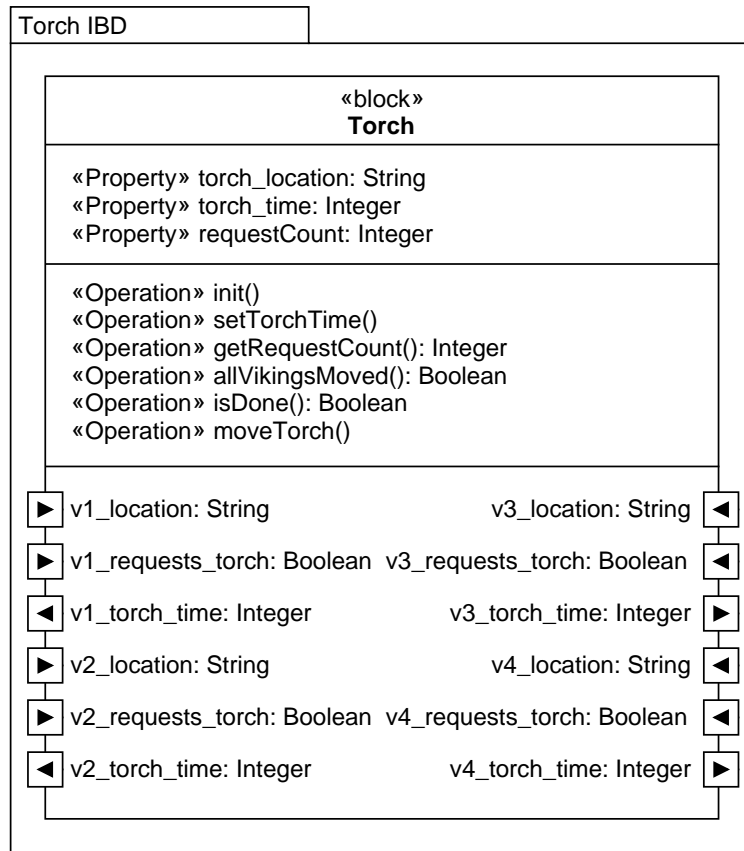 Torch IBD
«block»
Torch
«Property» torch_location: String
«Property» torch_time: Integer
«Property» requestCount: Integer
«Operation» init()
«Operation» setTorchTime()
«Operation» getRequestCount(): Integer
«Operation» allVikingsMoved(): Boolean
«Operation» isDone(): Boolean
«Operation» moveTorch()
v1_location: String v3_location: String
v1_requests_torch: Boolean v3_requests_torch: Boolean
v1_torch_time: Integer v3_torch_time: Integer
v2_location: String v4_location: String
v2_requests_torch: Boolean v4_requests_torch: Boolean
v2_torch_time: Integer v4_torch_time: Integer